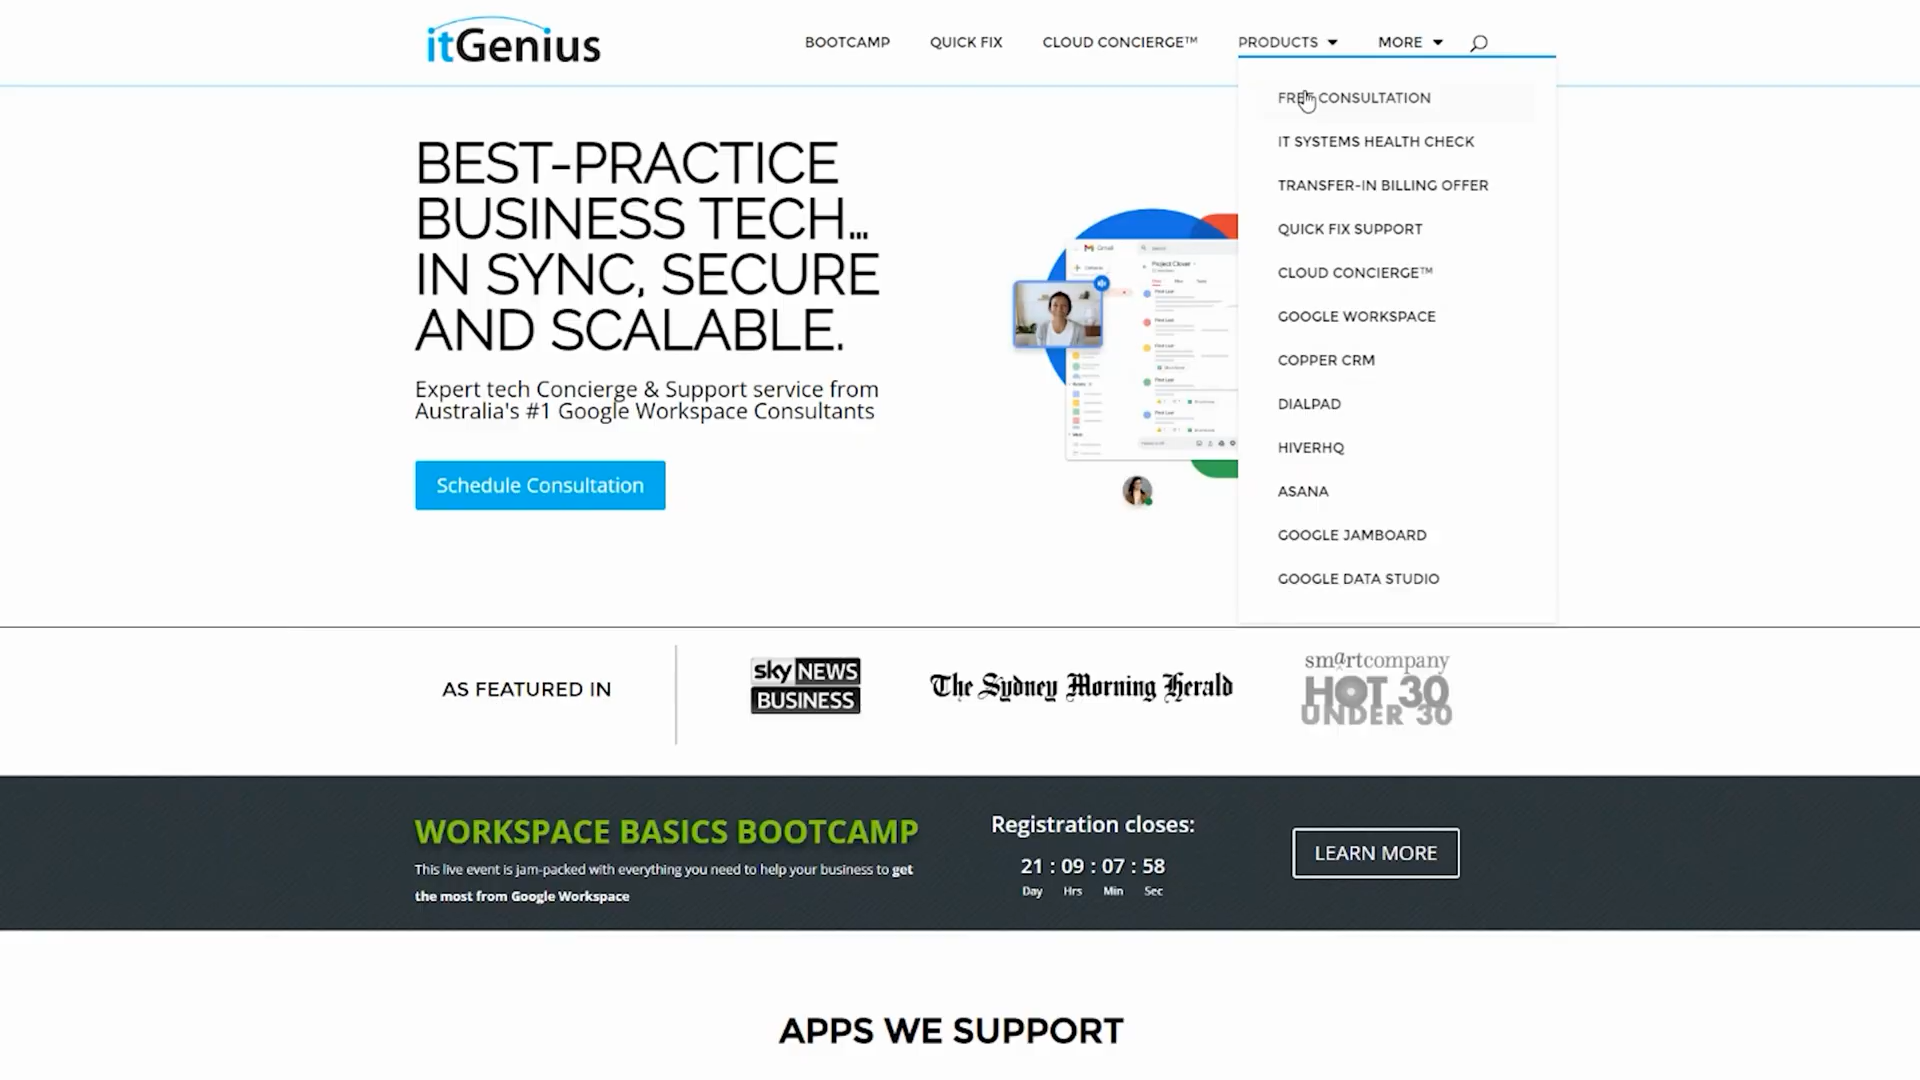 itGenius
BOOTCAMP
QUICK FIX
CLOUD CONCIERGE™
PRODUCTS
MORE
FREE CONSULTATION
IT SYSTEMS HEALTH CHECK
TRANSFER-IN BILLING OFFER
QUICK FIX SUPPORT
CLOUD CONCIERGE™
GOOGLE WORKSPACE
COPPER CRM
DIALPAD
HIVERHQ
ASANA
GOOGLE JAMBOARD
GOOGLE DATA STUDIO
BEST-PRACTICE
BUSINESS TECH...
IN SYNC, SECURE
AND SCALABLE.
Expert tech Concierge & Support service from
Australia's #1 Google Workspace Consultants
Schedule Consultation
Gmail
Project Clover
AS FEATURED IN
sky NEWS
BUSINESS
The Sydney Morning Herald
smartcompany
HOT 30
UNDER 30
WORKSPACE BASICS BOOTCAMP
This live event is jam-packed with everything you need to help your business to get
the most from Google Workspace
Registration closes:
21 : 09 : 07 : 58
Day Hrs Min Sec
LEARN MORE
APPS WE SUPPORT